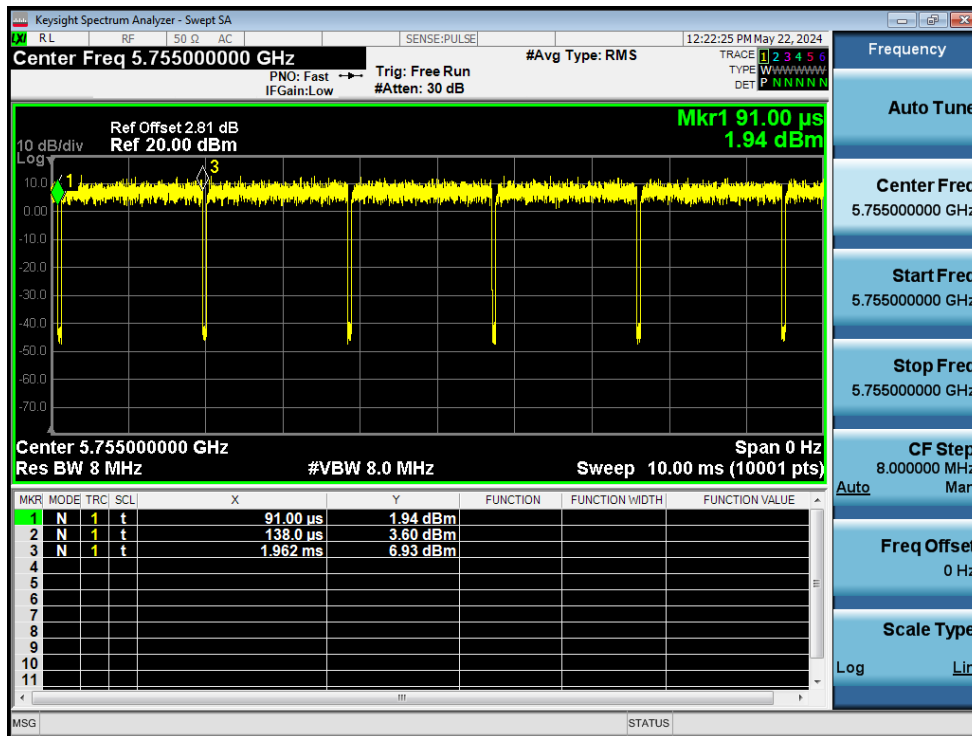 Keysight Spectrum Analyzer - Swept SA
LXI RL RF 50 Ω AC SENSE:PULSE 12:22:25 PM May 22, 2024
Center Freq 5.755000000 GHz #Avg Type: RMS TRACE 1 2 3 4 5 6
PNO: Fast Trig: Free Run TYPE WWWWWW
IFGain:Low #Atten: 30 dB DET P N N N N N
Mkr1 91.00 µs
Ref Offset 2.81 dB
10 dB/div Ref 20.00 dBm 1.94 dBm
Log
1 3
10.0
0.00
-10.0
-20.0
-30.0
-40.0
-50.0
-60.0
-70.0
Center 5.755000000 GHz Span 0 Hz
Res BW 8 MHz #VBW 8.0 MHz Sweep 10.00 ms (10001 pts)
MKR MODE TRC SCL X Y FUNCTION FUNCTION WIDTH FUNCTION VALUE
1 N 1 t 91.00 µs 1.94 dBm
2 N 1 t 138.0 µs 3.60 dBm
3 N 1 t 1.962 ms 6.93 dBm
4
5
6
7
8
9
10
11
MSG STATUS
Frequency
Auto Tune
Center Freq
5.755000000 GHz
Start Freq
5.755000000 GHz
Stop Freq
5.755000000 GHz
CF Step
8.000000 MHz
Auto Man
Freq Offset
0 Hz
Scale Type
Log Lin